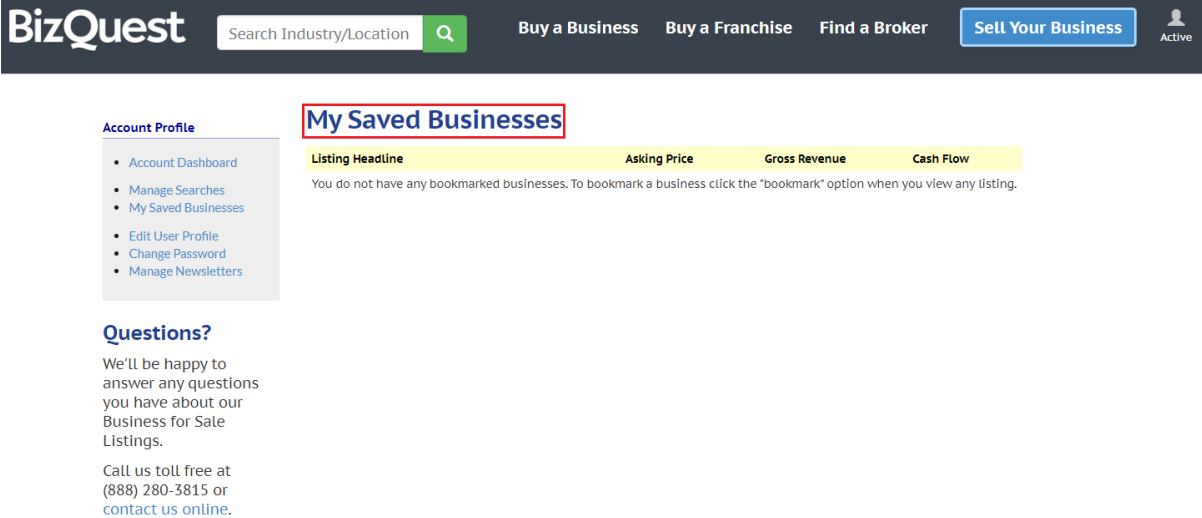 BizQuest
Search Industry/Location
Buy a Business
Buy a Franchise
Find a Broker
Sell Your Business
Active
Account Profile
Account Dashboard
Manage Searches
My Saved Businesses
Edit User Profile
Change Password
Manage Newsletters
Questions?
We'll be happy to
answer any questions
you have about our
Business for Sale
Listings.
Call us toll free at
(888) 280-3815 or
contact us online.
My Saved Businesses
Listing Headline Asking Price Gross Revenue Cash Flow
You do not have any bookmarked businesses. To bookmark a business click the "bookmark" option when you view any listing.